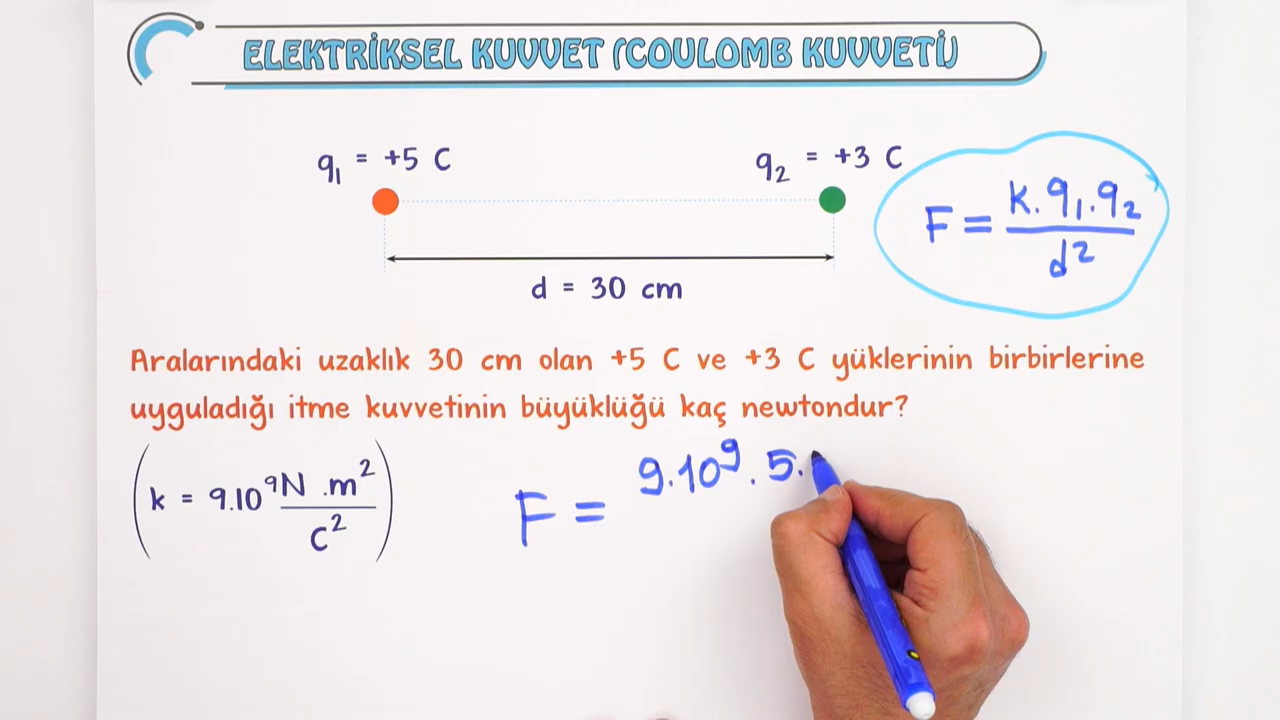 ELEKTRİKSEL KUVVET (COULOMB KUVVETİ)
q₁ = +5 C
q₂ = +3 C
F = k.q₁.q₂ / d²
d = 30 cm
Aralarındaki uzaklık 30 cm olan +5 C ve +3 C yüklerinin birbirlerine
uyguladığı itme kuvvetinin büyüklüğü kaç newtondur?
(k = 9.10⁹ N .m² / C²)
F = 9.10⁹ . 5.